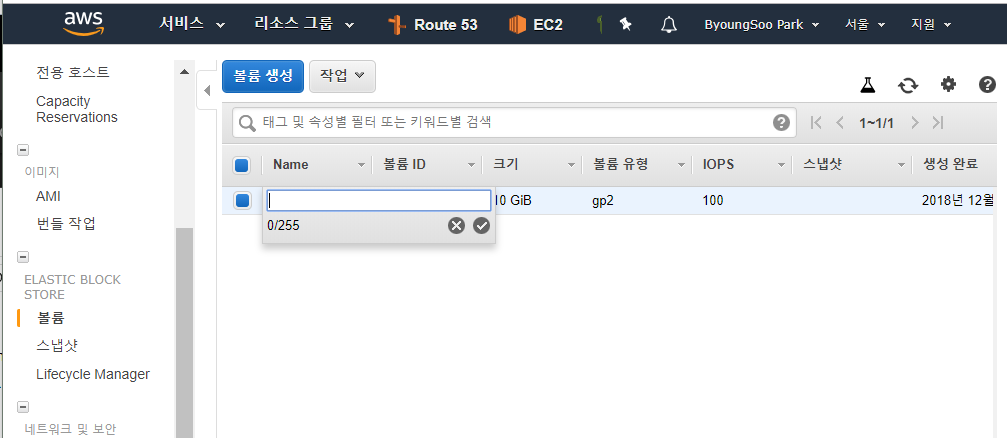 aws 서비스 리소스 그룹 Route 53 EC2 ByoungSoo Park 서울 지원
전용 호스트
Capacity
Reservations
이미지
AMI
번들 작업
ELASTIC BLOCK
STORE
볼륨
스냅샷
Lifecycle Manager
네트워크 및 보안
볼륨 생성 작업
태그 및 속성별 필터 또는 키워드별 검색 ? 1~1/1
Name 볼륨 ID 크기 볼륨 유형 IOPS 스냅샷 생성 완료
10 GiB gp2 100 2018년 12월
0/255